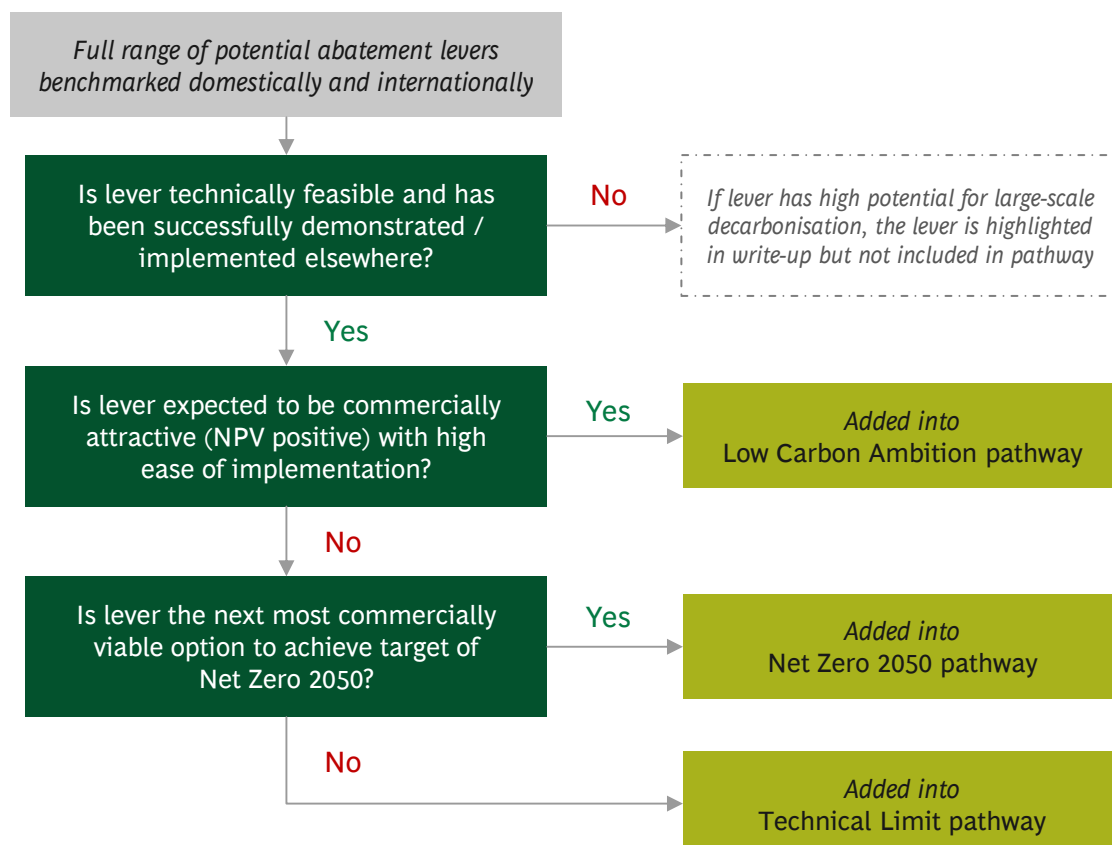 Full range of potential abatement levers
benchmarked domestically and internationally
Is lever technically feasible and has
been successfully demonstrated /
implemented elsewhere?
No
If lever has high potential for large-scale
decarbonisation, the lever is highlighted
in write-up but not included in pathway
Yes
Is lever expected to be commercially
attractive (NPV positive) with high
ease of implementation?
Yes
Added into
Low Carbon Ambition pathway
No
Is lever the next most commercially
viable option to achieve target of
Net Zero 2050?
Yes
Added into
Net Zero 2050 pathway
No
Added into
Technical Limit pathway